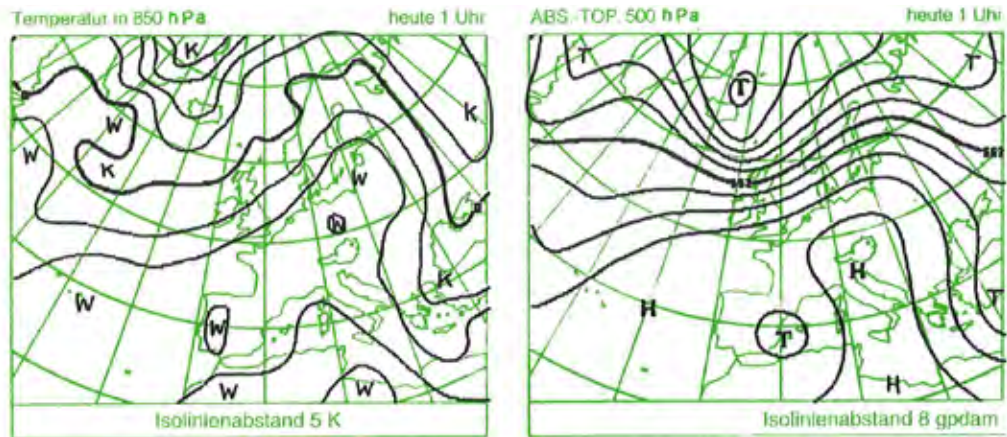 Temperatur in 850 hPa heute 1 Uhr
K
W
K
W
K
W
W
K
W
W
W
W
Isolinienabstand 5 K
ABS.-TOP. 500 hPa heute 1 Uhr
T
T
T
552
H
H
T
T
H
Isolinienabstand 8 gpdam